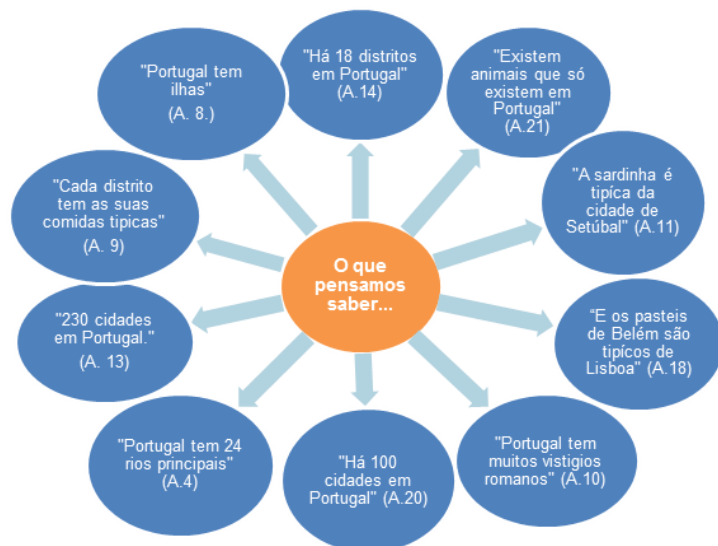 O que
pensamos
saber...
"Há 18 distritos
em Portugal"
(A.14)
"Existem
animais que só
existem em
Portugal"
(A.21)
"A sardinha é
tipíca da
cidade de
Setúbal" (A.11)
"E os pasteis
de Belém são
tipícos de
Lisboa" (A.18)
"Portugal tem
muitos vistigios
romanos" (A.10)
"Há 100
cidades em
Portugal" (A.20)
"Portugal tem 24
rios principais"
(A.4)
"230 cidades
em Portugal."
(A. 13)
"Cada distrito
tem as suas
comidas tipicas"
(A. 9)
"Portugal tem
ilhas"
(A. 8.)